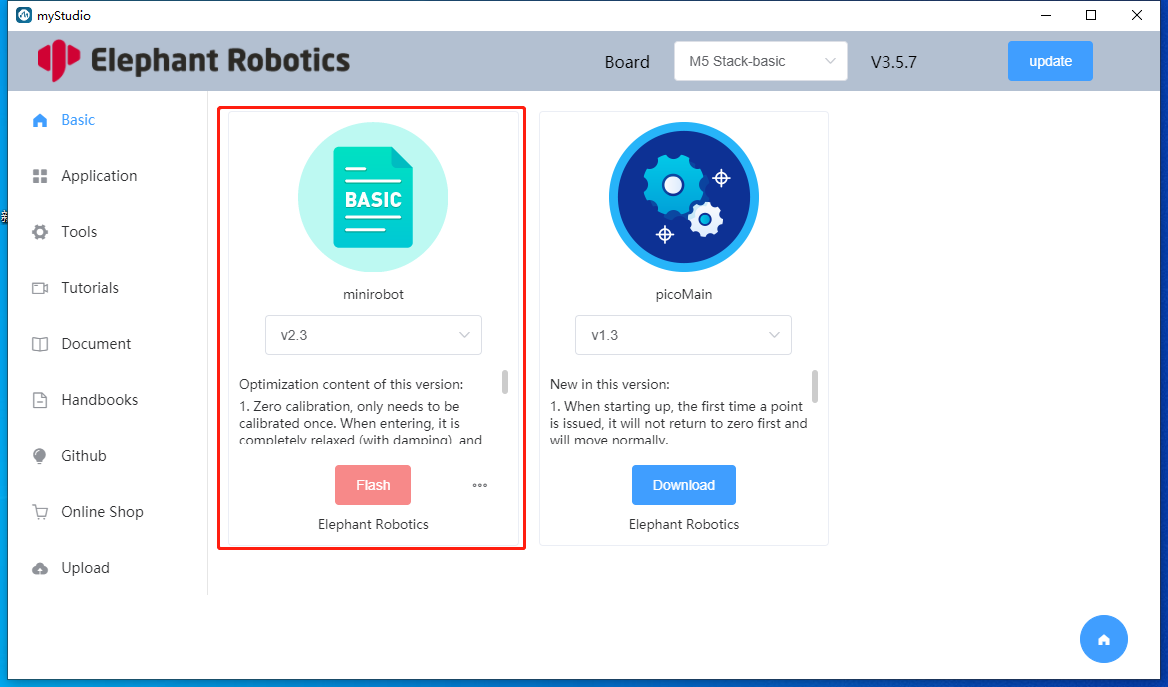 myStudio
Elephant Robotics
Board
M5 Stack-basic
V3.5.7
update
Basic
Application
Tools
Tutorials
Document
Handbooks
Github
Online Shop
Upload
BASIC
minirobot
v2.3
Optimization content of this version:
1. Zero calibration, only needs to be
calibrated once. When entering, it is
completely relaxed (with damping), and
Flash
Elephant Robotics
picoMain
v1.3
New in this version:
1. When starting up, the first time a point
is issued, it will not return to zero first and
will move normally.
Download
Elephant Robotics